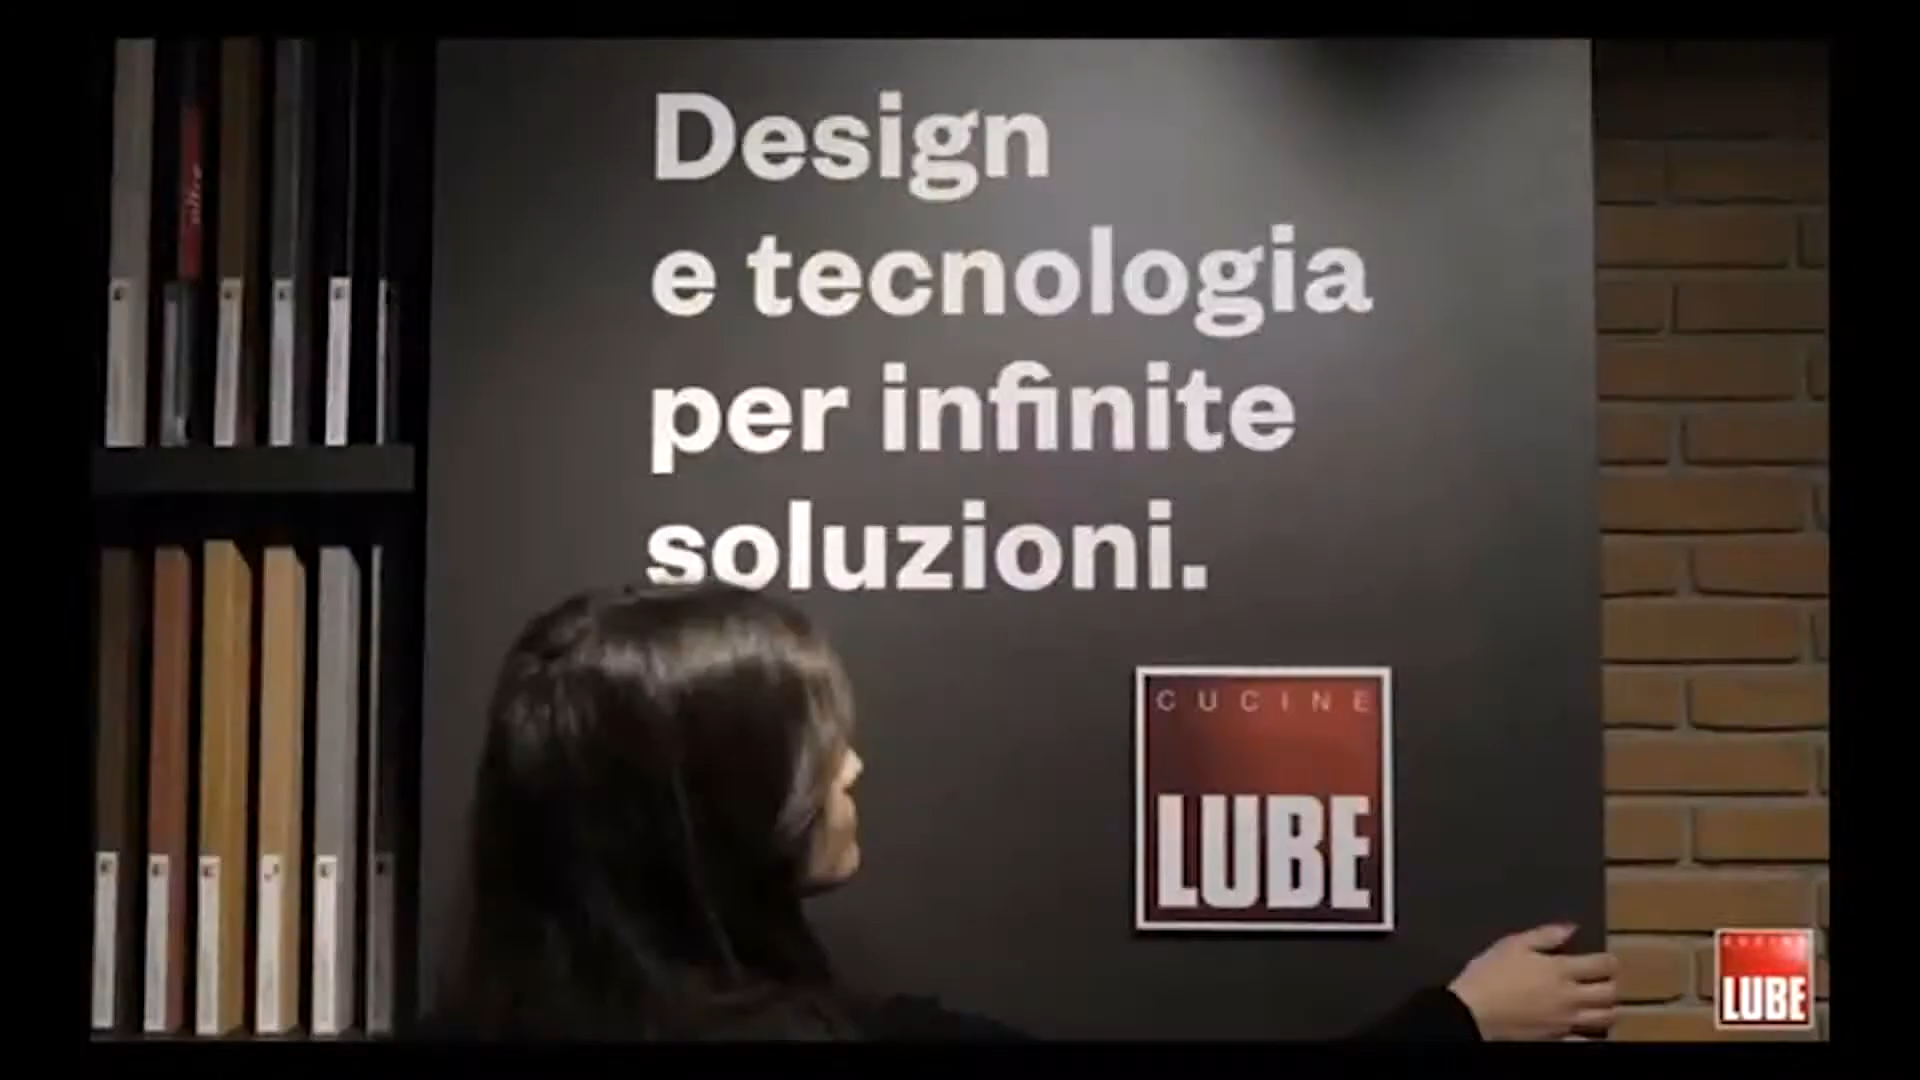 Design
e tecnologia
per infinite
soluzioni.
CUCINE
LUBE
CUCINE
LUBE